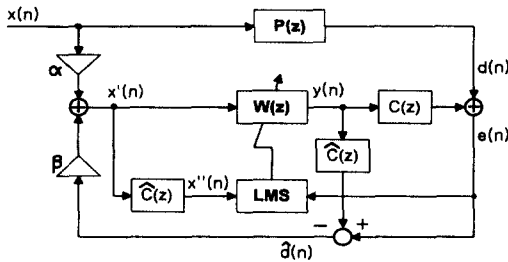 x(n)
P(z)
α
d(n)
x'(n)
W(z)
y(n)
C(z)
e(n)
β
Ĉ(z)
Ĉ(z)
x''(n)
LMS
− +
d̂(n)